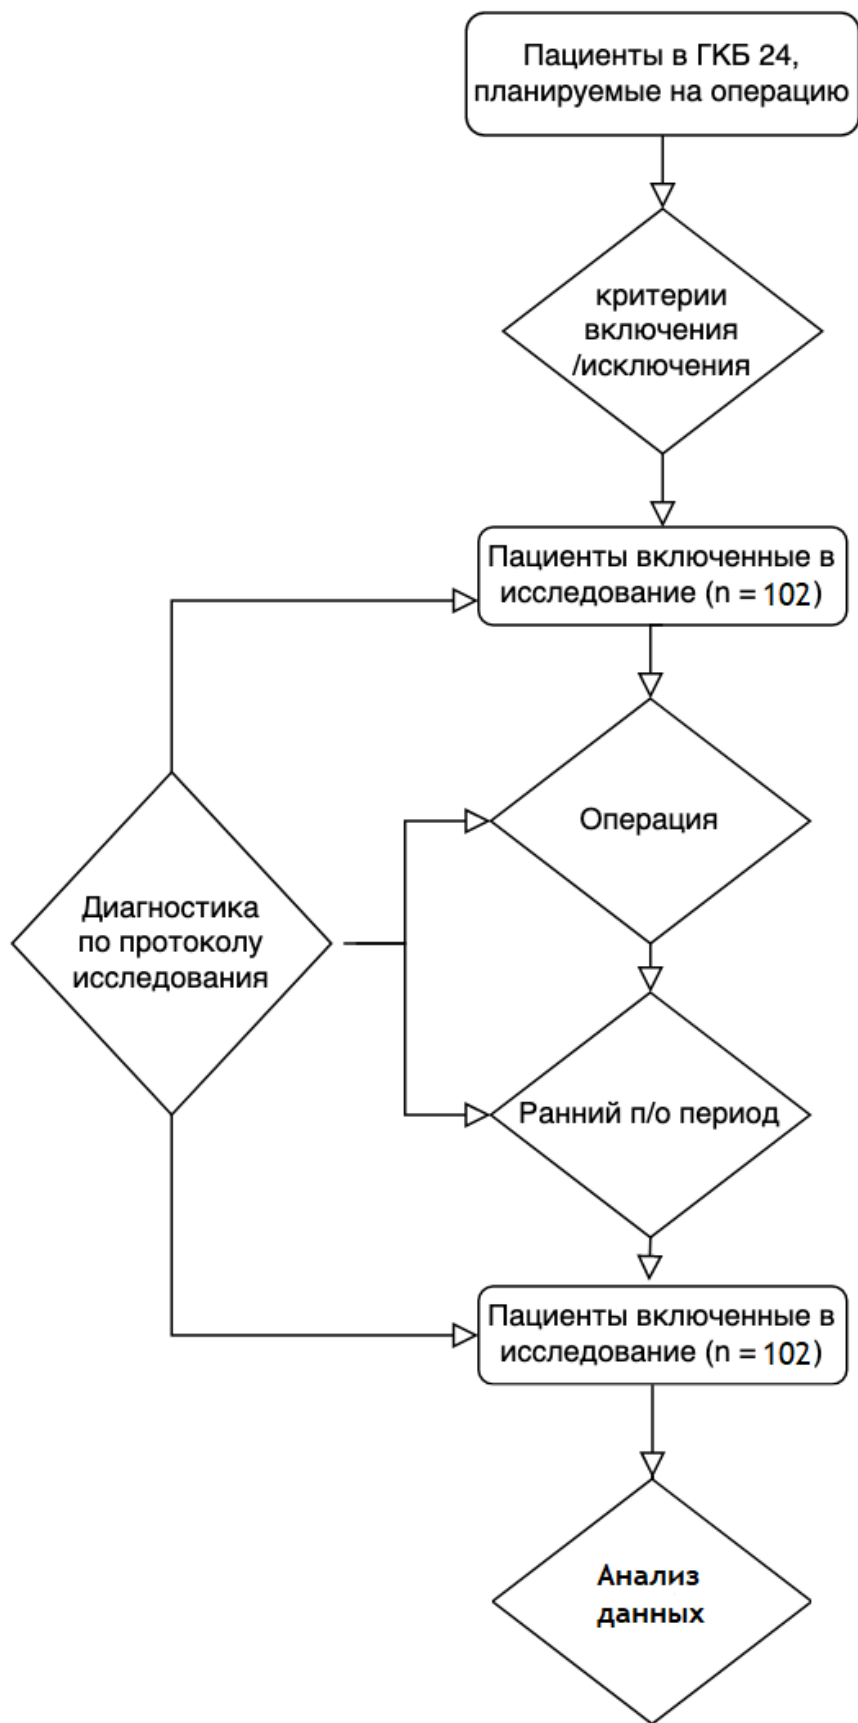 Пациенты в ГКБ 24,
планируемые на операцию
критерии
включения
/исключения
Пациенты включенные в
исследование (n = 102)
Операция
Диагностика
по протоколу
исследования
Ранний п/о период
Пациенты включенные в
исследование (n = 102)
Анализ
данных